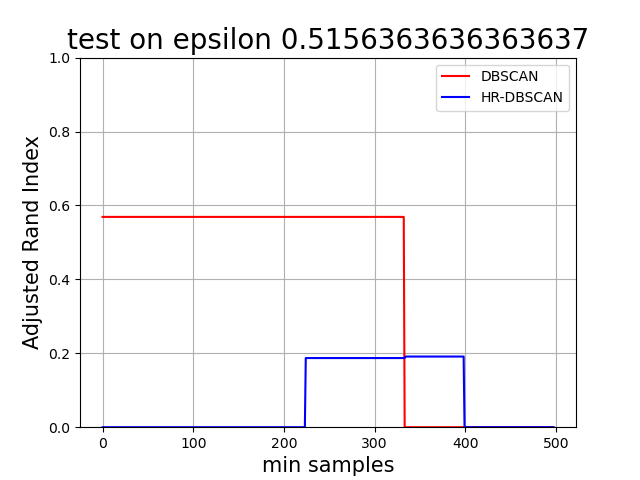 test on epsilon 0.5156363636363637
DBSCAN
HR-DBSCAN
1.0
0.8
0.6
0.4
0.2
0.0
Adjusted Rand Index
0 100 200 300 400 500
min samples